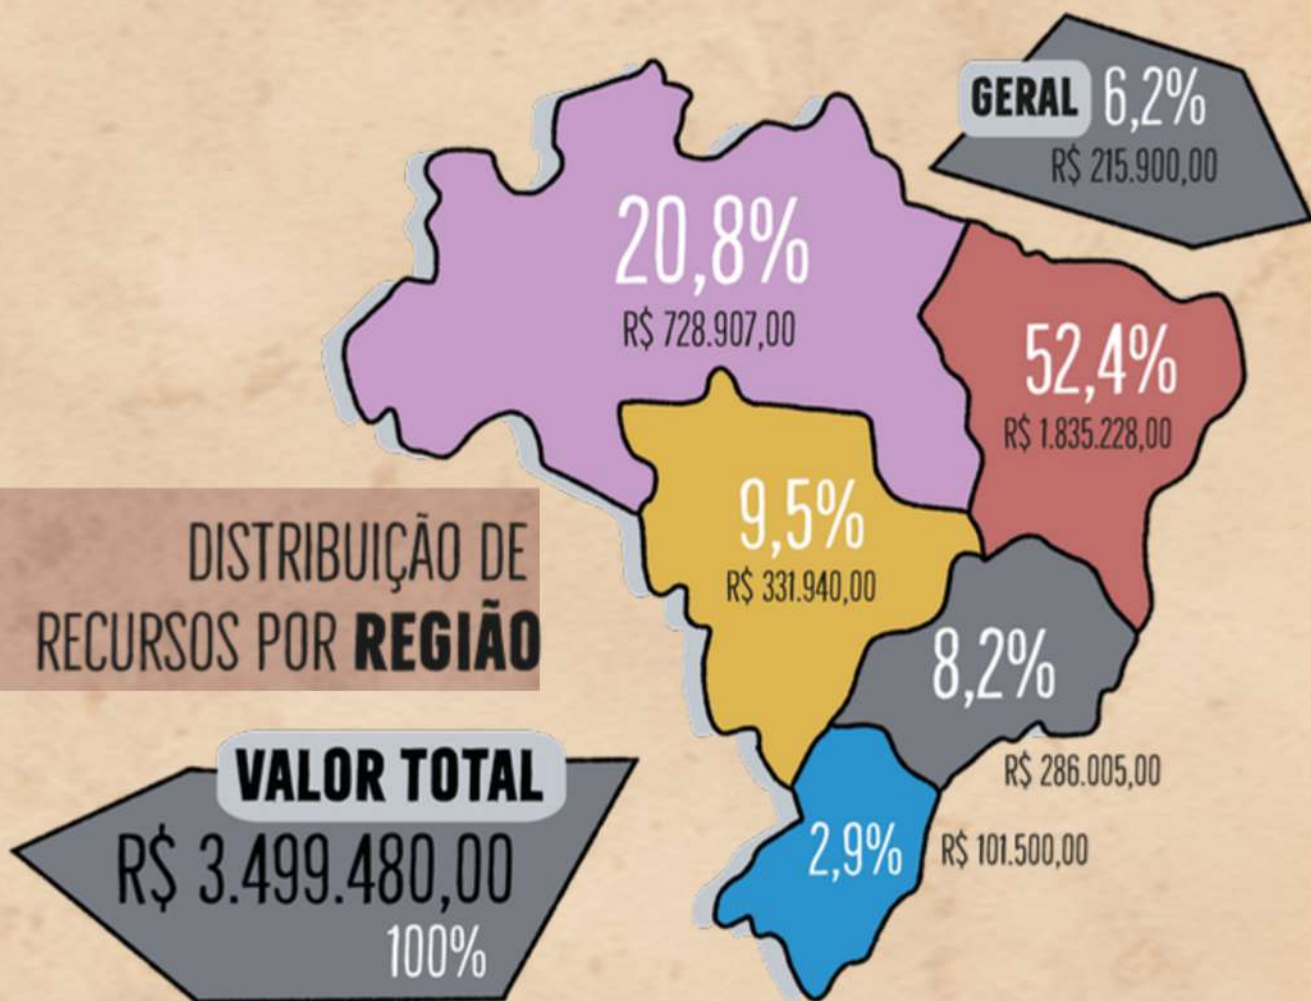 GERAL 6,2%
R$ 215.900,00
20,8%
R$ 728.907,00
52,4%
R$ 1.835.228,00
9,5%
R$ 331.940,00
DISTRIBUIÇÃO DE
RECURSOS POR REGIÃO
8,2%
R$ 286.005,00
VALOR TOTAL
R$ 3.499.480,00
100%
2,9%
R$ 101.500,00